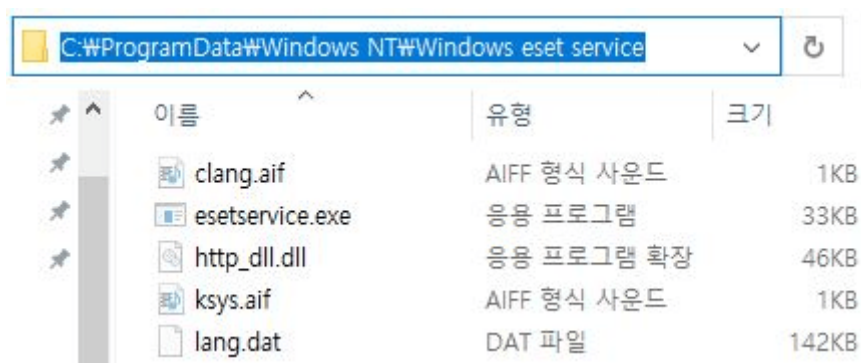 C:₩ProgramData₩Windows NT₩Windows eset service
이름 유형 크기
clang.aif AIFF 형식 사운드 1KB
esetservice.exe 응용 프로그램 33KB
http_dll.dll 응용 프로그램 확장 46KB
ksys.aif AIFF 형식 사운드 1KB
lang.dat DAT 파일 142KB